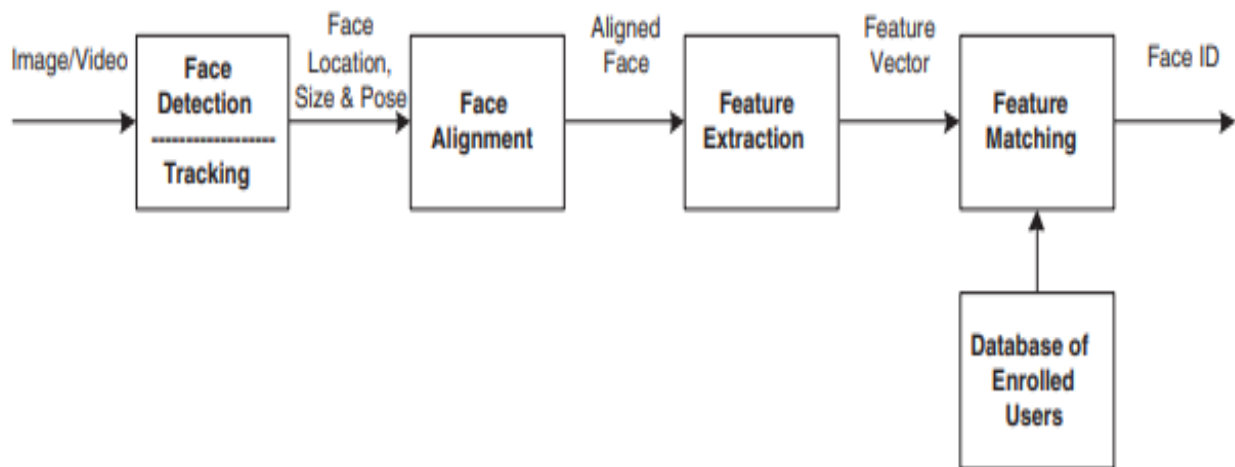 Image/Video
Face
Detection
Tracking
Face
Location,
Size & Pose
Face
Alignment
Aligned
Face
Feature
Extraction
Feature
Vector
Feature
Matching
Face ID
Database of
Enrolled
Users